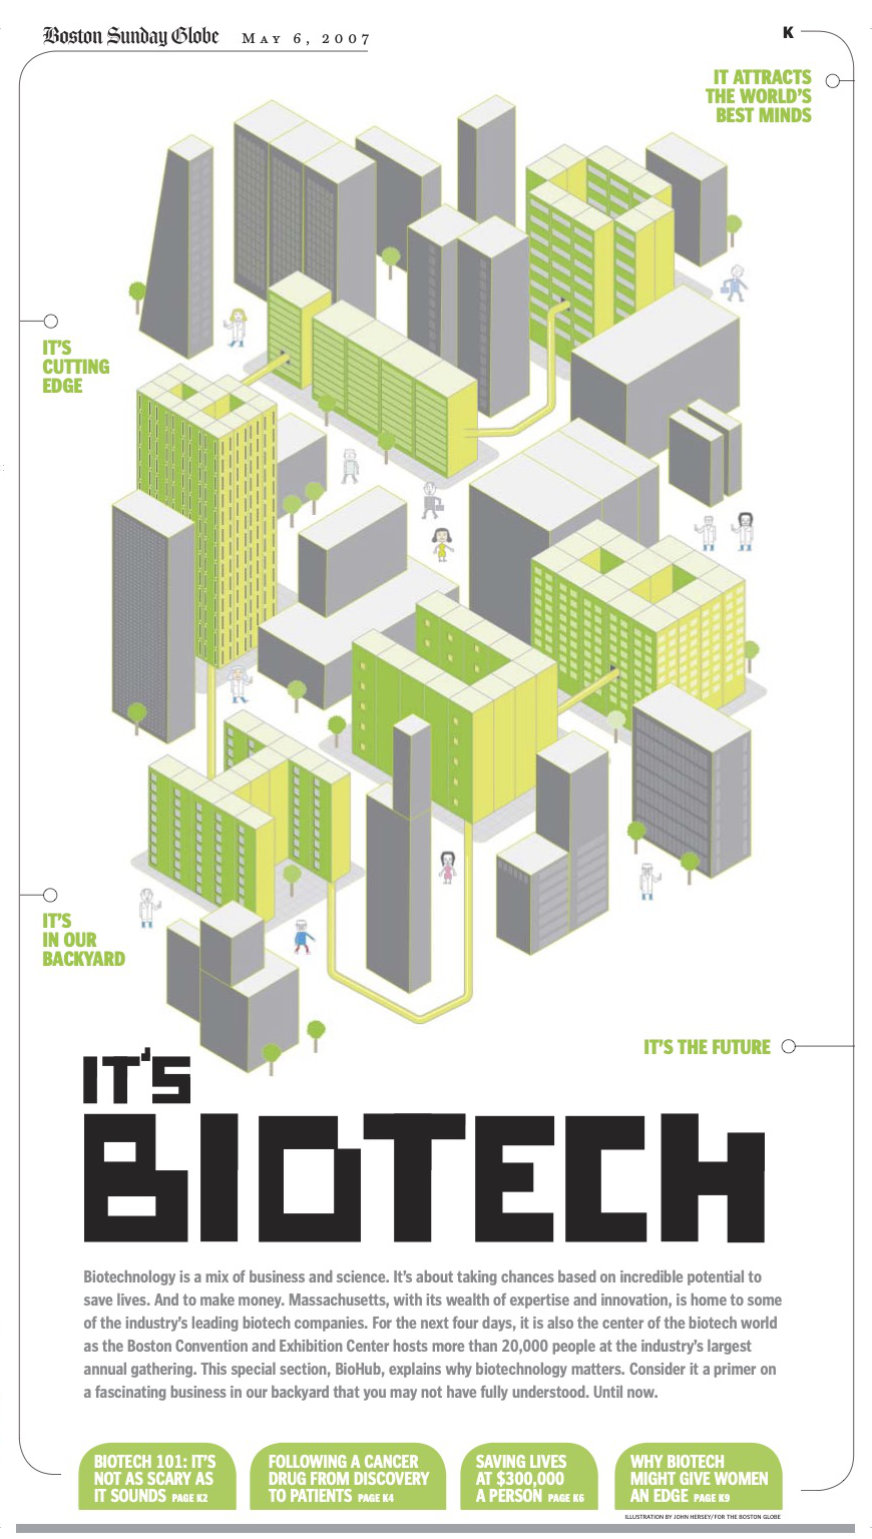 Boston Sunday Globe MAY 6, 2007
K
IT ATTRACTS
THE WORLD'S
BEST MINDS
IT'S
CUTTING
EDGE
IT'S
IN OUR
BACKYARD
IT'S THE FUTURE
IT'S
BIOTECH
Biotechnology is a mix of business and science. It's about taking chances based on incredible potential to
save lives. And to make money. Massachusetts, with its wealth of expertise and innovation, is home to some
of the industry's leading biotech companies. For the next four days, it is also the center of the biotech world
as the Boston Convention and Exhibition Center hosts more than 20,000 people at the industry's largest
annual gathering. This special section, BioHub, explains why biotechnology matters. Consider it a primer on
a fascinating business in our backyard that you may not have fully understood. Until now.
BIOTECH 101: IT'S
NOT AS SCARY AS
IT SOUNDS PAGE K2
FOLLOWING A CANCER
DRUG FROM DISCOVERY
TO PATIENTS PAGE K4
SAVING LIVES
AT $300,000
A PERSON PAGE K6
WHY BIOTECH
MIGHT GIVE WOMEN
AN EDGE PAGE K9
ILLUSTRATION BY JOHN HERSEY/FOR THE BOSTON GLOBE